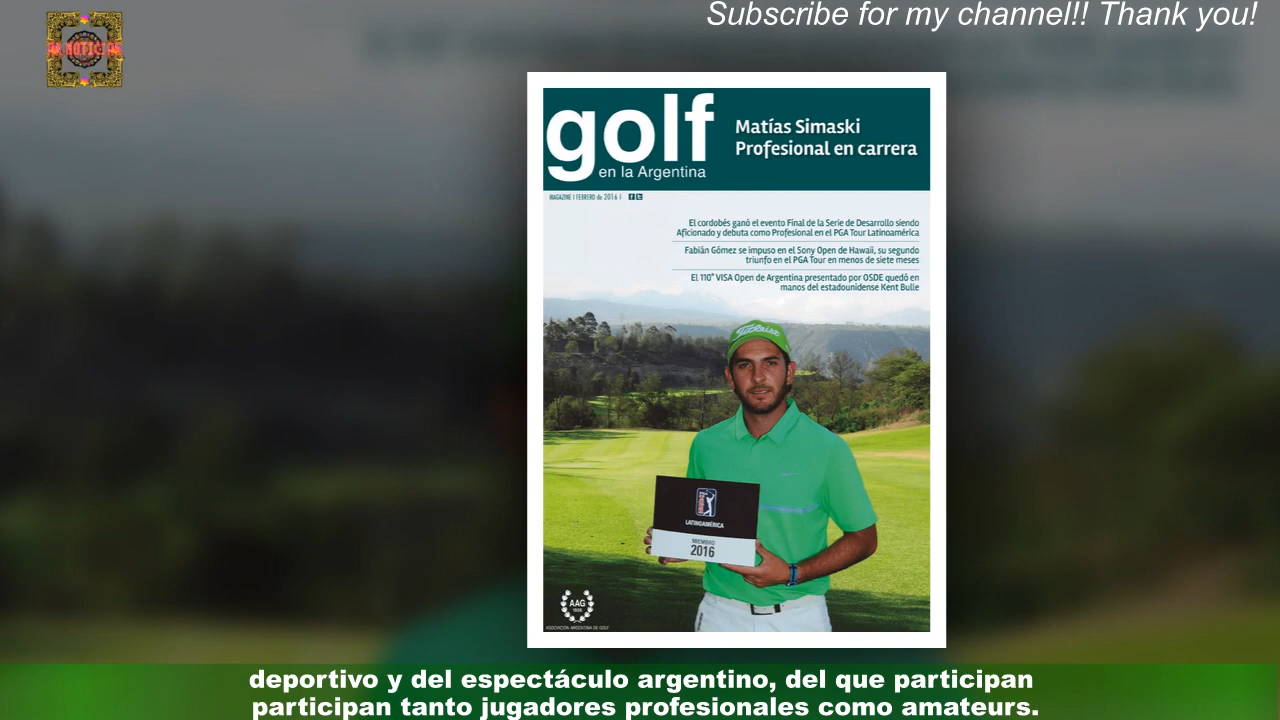 Subscribe for my channel!! Thank you!
NOTICIAS
golf
en la Argentina
Matías Simaski
Profesional en carrera
MAGAZINE | FEBRERO de 2016 |
El cordobés ganó el evento Final de la Serie de Desarrollo siendo
Aficionado y debuta como Profesional en el PGA Tour Latinoamérica
Fabián Gómez se impuso en el Sony Open de Hawaii, su segundo
triunfo en el PGA Tour en menos de siete meses
El 110° VISA Open de Argentina presentado por OSDE quedó en
manos del estadounidense Kent Bulle
Titleist
LATINOAMÉRICA
MIEMBRO
2016
AAG
1926
ASOCIACIÓN ARGENTINA DE GOLF
deportivo y del espectáculo argentino, del que participan
participan tanto jugadores profesionales como amateurs.